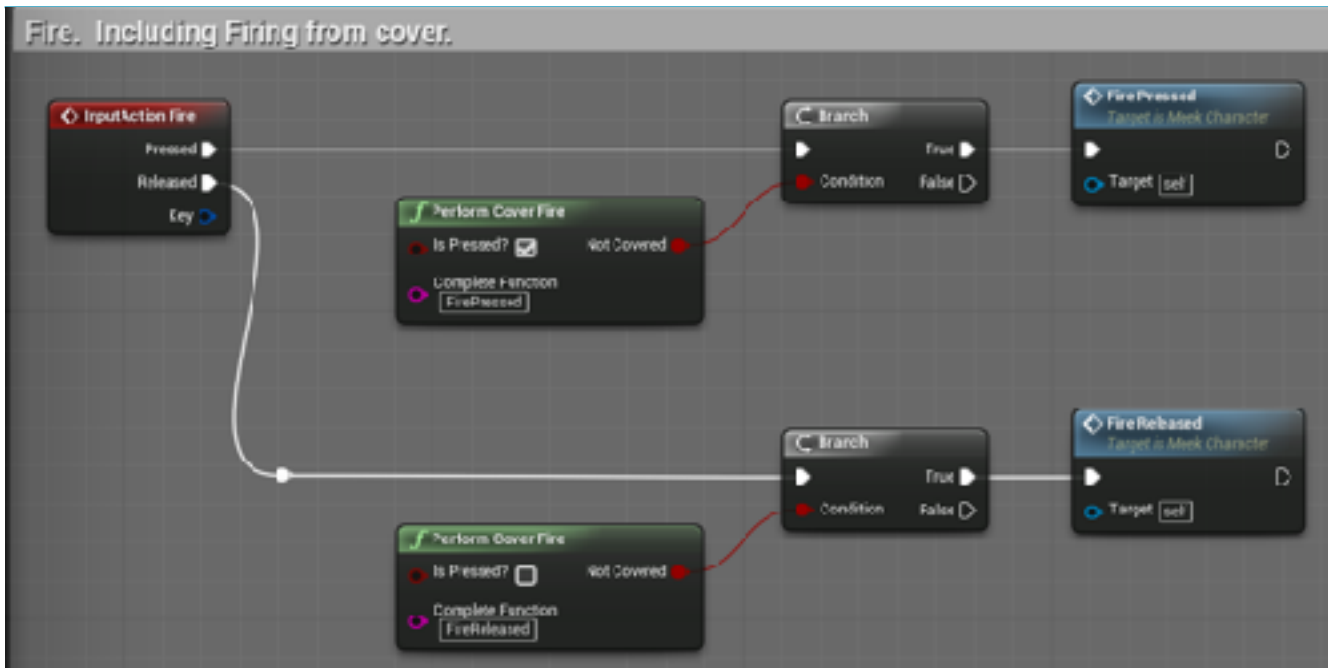 Fire. Including Firing from cover.
InputAction Fire
Pressed
Released
Key
Perform Cover Fire
Is Pressed?
Not Covered
Complete Function
FirePressed
Branch
True
Condition
False
FirePressed
Target is Meek Character
Target self
Perform Cover Fire
Is Pressed?
Not Covered
Complete Function
FireReleased
Branch
True
Condition
False
FireReleased
Target is Meek Character
Target self